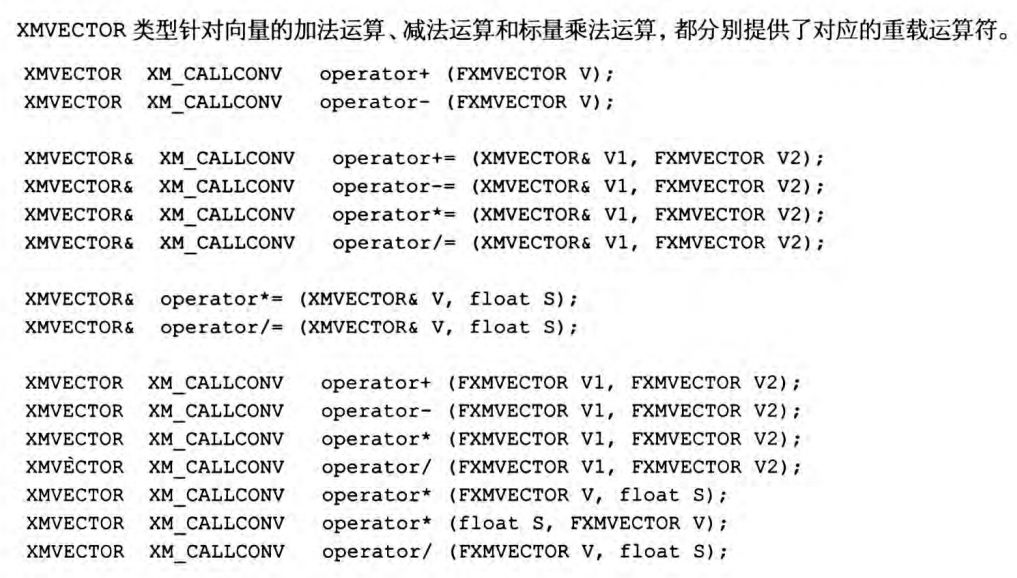 XMVECTOR 类型针对向量的加法运算、减法运算和标量乘法运算，都分别提供了对应的重载运算符。
XMVECTOR XM_CALLCONV operator+ (FXMVECTOR V);
XMVECTOR XM_CALLCONV operator- (FXMVECTOR V);
XMVECTOR& XM_CALLCONV operator+= (XMVECTOR& V1, FXMVECTOR V2);
XMVECTOR& XM_CALLCONV operator-= (XMVECTOR& V1, FXMVECTOR V2);
XMVECTOR& XM_CALLCONV operator*= (XMVECTOR& V1, FXMVECTOR V2);
XMVECTOR& XM_CALLCONV operator/= (XMVECTOR& V1, FXMVECTOR V2);
XMVECTOR& operator*= (XMVECTOR& V, float S);
XMVECTOR& operator/= (XMVECTOR& V, float S);
XMVECTOR XM_CALLCONV operator+ (FXMVECTOR V1, FXMVECTOR V2);
XMVECTOR XM_CALLCONV operator- (FXMVECTOR V1, FXMVECTOR V2);
XMVECTOR XM_CALLCONV operator* (FXMVECTOR V1, FXMVECTOR V2);
XMVECTOR XM_CALLCONV operator/ (FXMVECTOR V1, FXMVECTOR V2);
XMVECTOR XM_CALLCONV operator* (FXMVECTOR V, float S);
XMVECTOR XM_CALLCONV operator* (float S, FXMVECTOR V);
XMVECTOR XM_CALLCONV operator/ (FXMVECTOR V, float S);